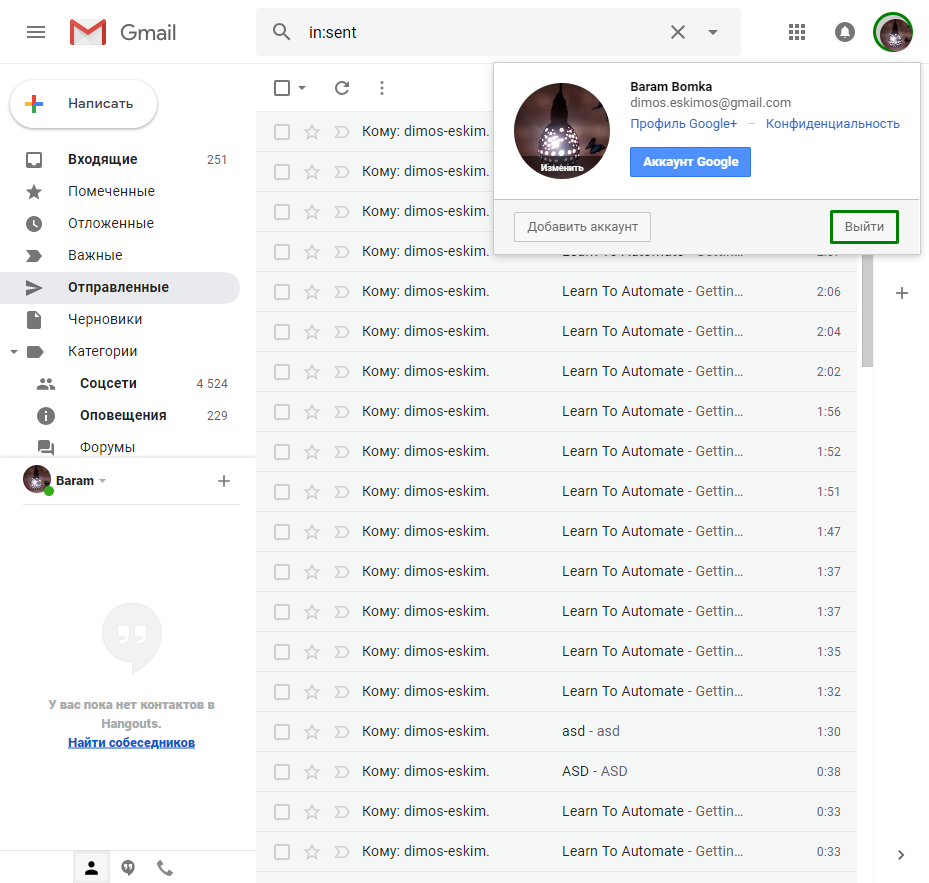 Gmail
in:sent
Написать
Входящие 251
Помеченные
Отложенные
Важные
Отправленные
Черновики
Категории
Соцсети 4 524
Оповещения 229
Форумы
Baram
У вас пока нет контактов в
Hangouts.
Найти собеседников
Baram Bomka
dimos.eskimos@gmail.com
Профиль Google+ – Конфиденциальность
Аккаунт Google
Изменить
Добавить аккаунт Выйти
Кому: dimos-eskim.
Кому: dimos-eskim.
Кому: dimos-eskim.
Кому: dimos-eskim. Learn To Automate - Gettin... 2:07
Кому: dimos-eskim. Learn To Automate - Gettin... 2:06
Кому: dimos-eskim. Learn To Automate - Gettin... 2:04
Кому: dimos-eskim. Learn To Automate - Gettin... 2:02
Кому: dimos-eskim. Learn To Automate - Gettin... 1:56
Кому: dimos-eskim. Learn To Automate - Gettin... 1:52
Кому: dimos-eskim. Learn To Automate - Gettin... 1:51
Кому: dimos-eskim. Learn To Automate - Gettin... 1:47
Кому: dimos-eskim. Learn To Automate - Gettin... 1:37
Кому: dimos-eskim. Learn To Automate - Gettin... 1:37
Кому: dimos-eskim. Learn To Automate - Gettin... 1:35
Кому: dimos-eskim. Learn To Automate - Gettin... 1:32
Кому: dimos-eskim. asd - asd 1:30
Кому: dimos-eskim. ASD - ASD 0:38
Кому: dimos-eskim. Learn To Automate - Gettin... 0:33
Кому: dimos-eskim. Learn To Automate - Gettin... 0:33